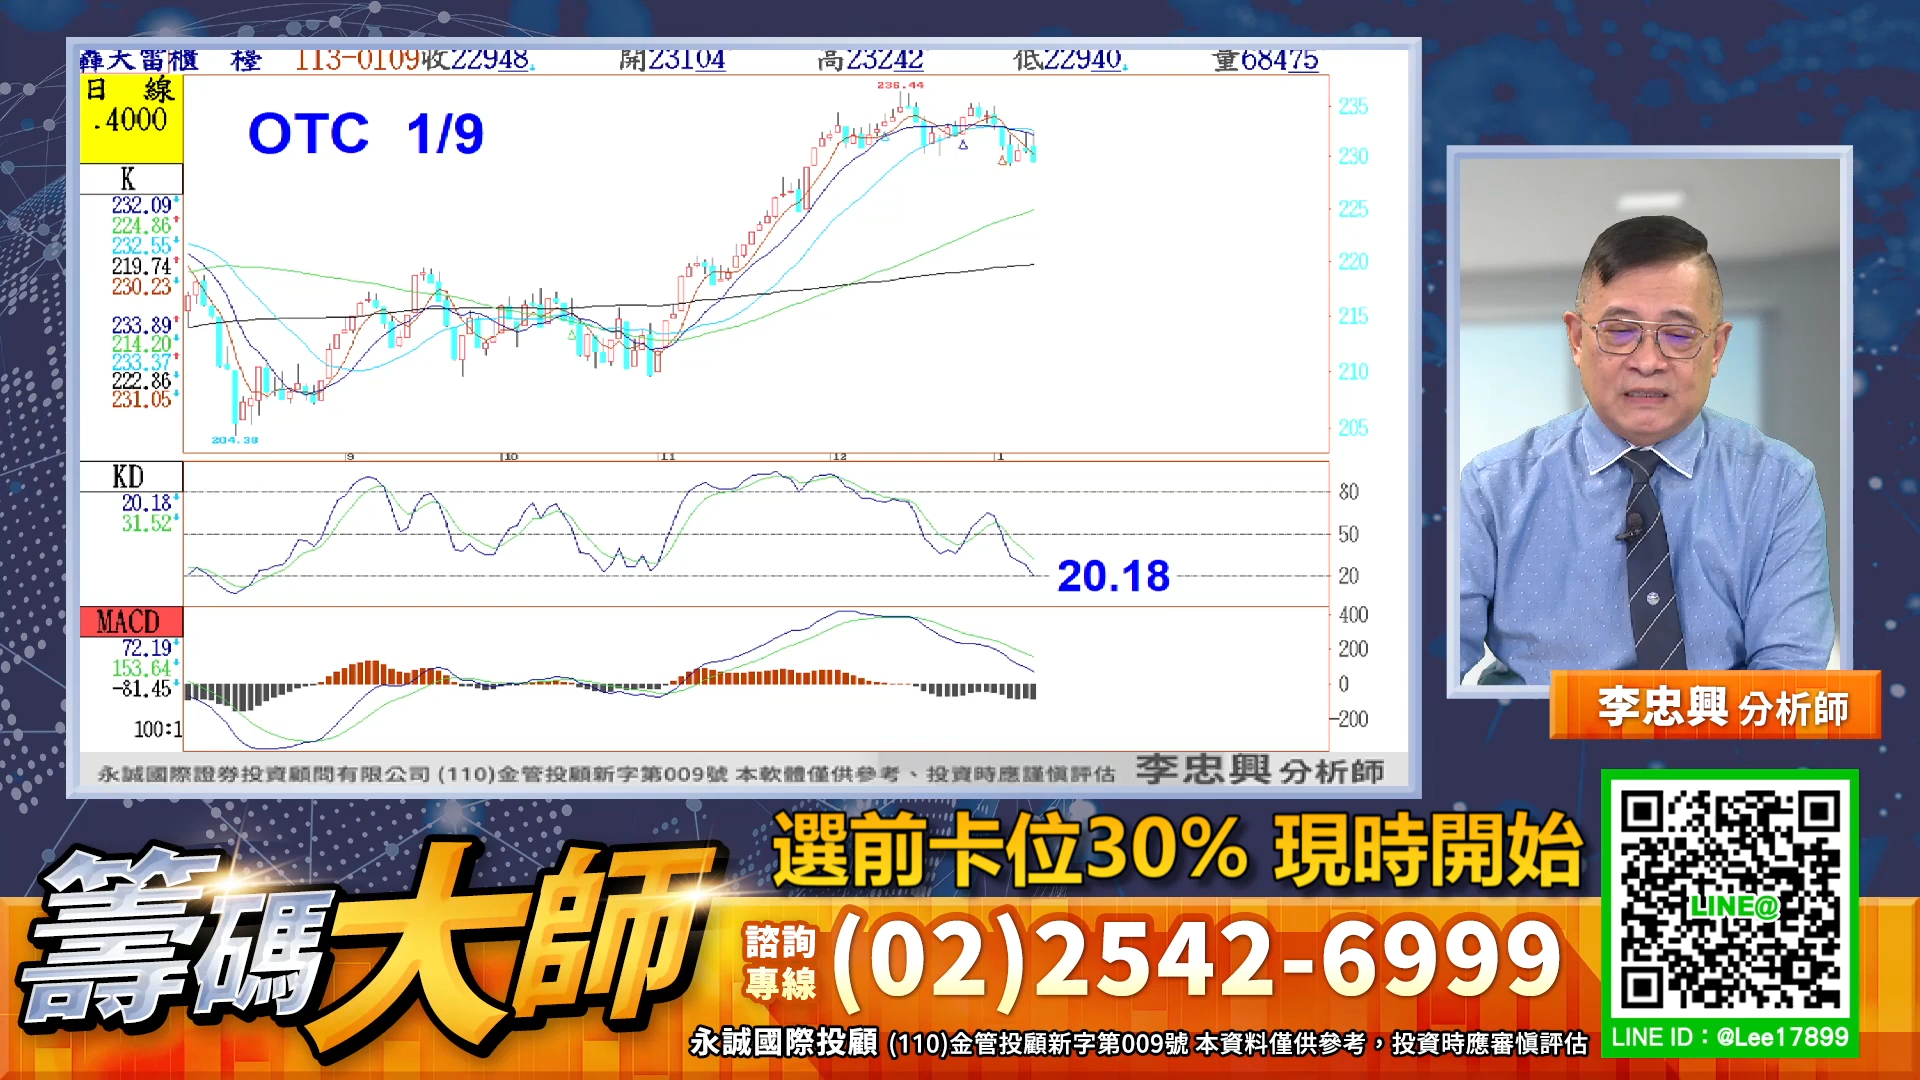 轟天雷櫃 檯 113-0109收22948 開23104 高23242 低22940 量68475
日 線
.4000
OTC 1/9
K
232.09
224.86
232.55
219.74
230.23
233.89
214.20
233.37
222.86
231.05
236.44
204.38
235
230
225
220
215
210
205
9 10 11 12 1
KD
20.18
31.52
80
50
20
20.18
MACD
72.19
153.64
-81.45
100:1
400
200
0
-200
永誠國際證券投資顧問有限公司 (110)金管投顧新字第009號 本軟體僅供參考、投資時應謹慎評估 李忠興 分析師
李忠興 分析師
選前卡位30% 現時開始
籌碼大師
諮詢專線 (02)2542-6999
永誠國際投顧 (110)金管投顧新字第009號 本資料僅供參考，投資時應審慎評估
LINE@
LINE ID：@Lee17899